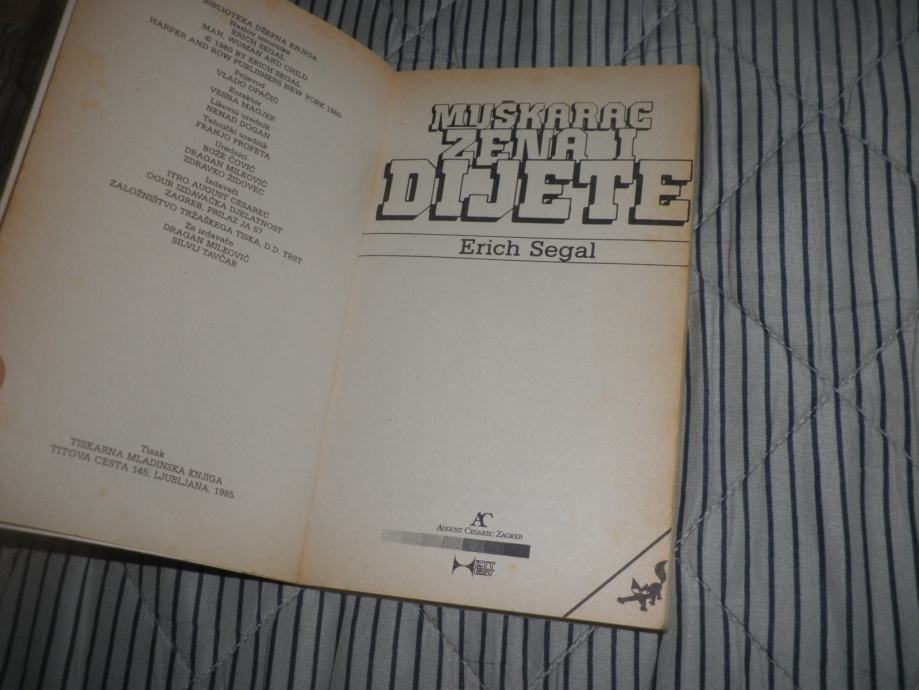 BIBLIOTEKA DŽEPNA KNJIGA
Naslov izvornika
ERICH SEGAL
MAN, WOMAN AND CHILD
© 1980 BY ERICH SEGAL
HARPER AND ROW PUBLISHERS NEW YORK 1980
Prijevod
VLADO OPAČIĆ
Korektor
VESNA MAGJER
Likovni urednik
NENAD DOGAN
Tehnički urednik
FRANJO PROFETA
Urednici
BOŽE ČOVIĆ
DRAGAN MILKOVIĆ
ZDRAVKO ŽIDOVEC
Izdavači
ITRO AUGUST CESAREC
OOUR IZDAVAČKA DJELATNOST
ZAGREB, PRILAZ JA 57
ZALOŽNIŠTVO TRŽAŠKEGA TISKA, D.D. TRST
Za izdavače
DRAGAN MILKOVIĆ
SILVIJ TAVČAR
Tisak
TISKARNA MLADINSKA KNJIGA
TITOVA CESTA 145, LJUBLJANA, 1985.
MUŠKARAC
ŽENA I
DIJETE
Erich Segal
AC
AUGUST CESAREC ZAGREB